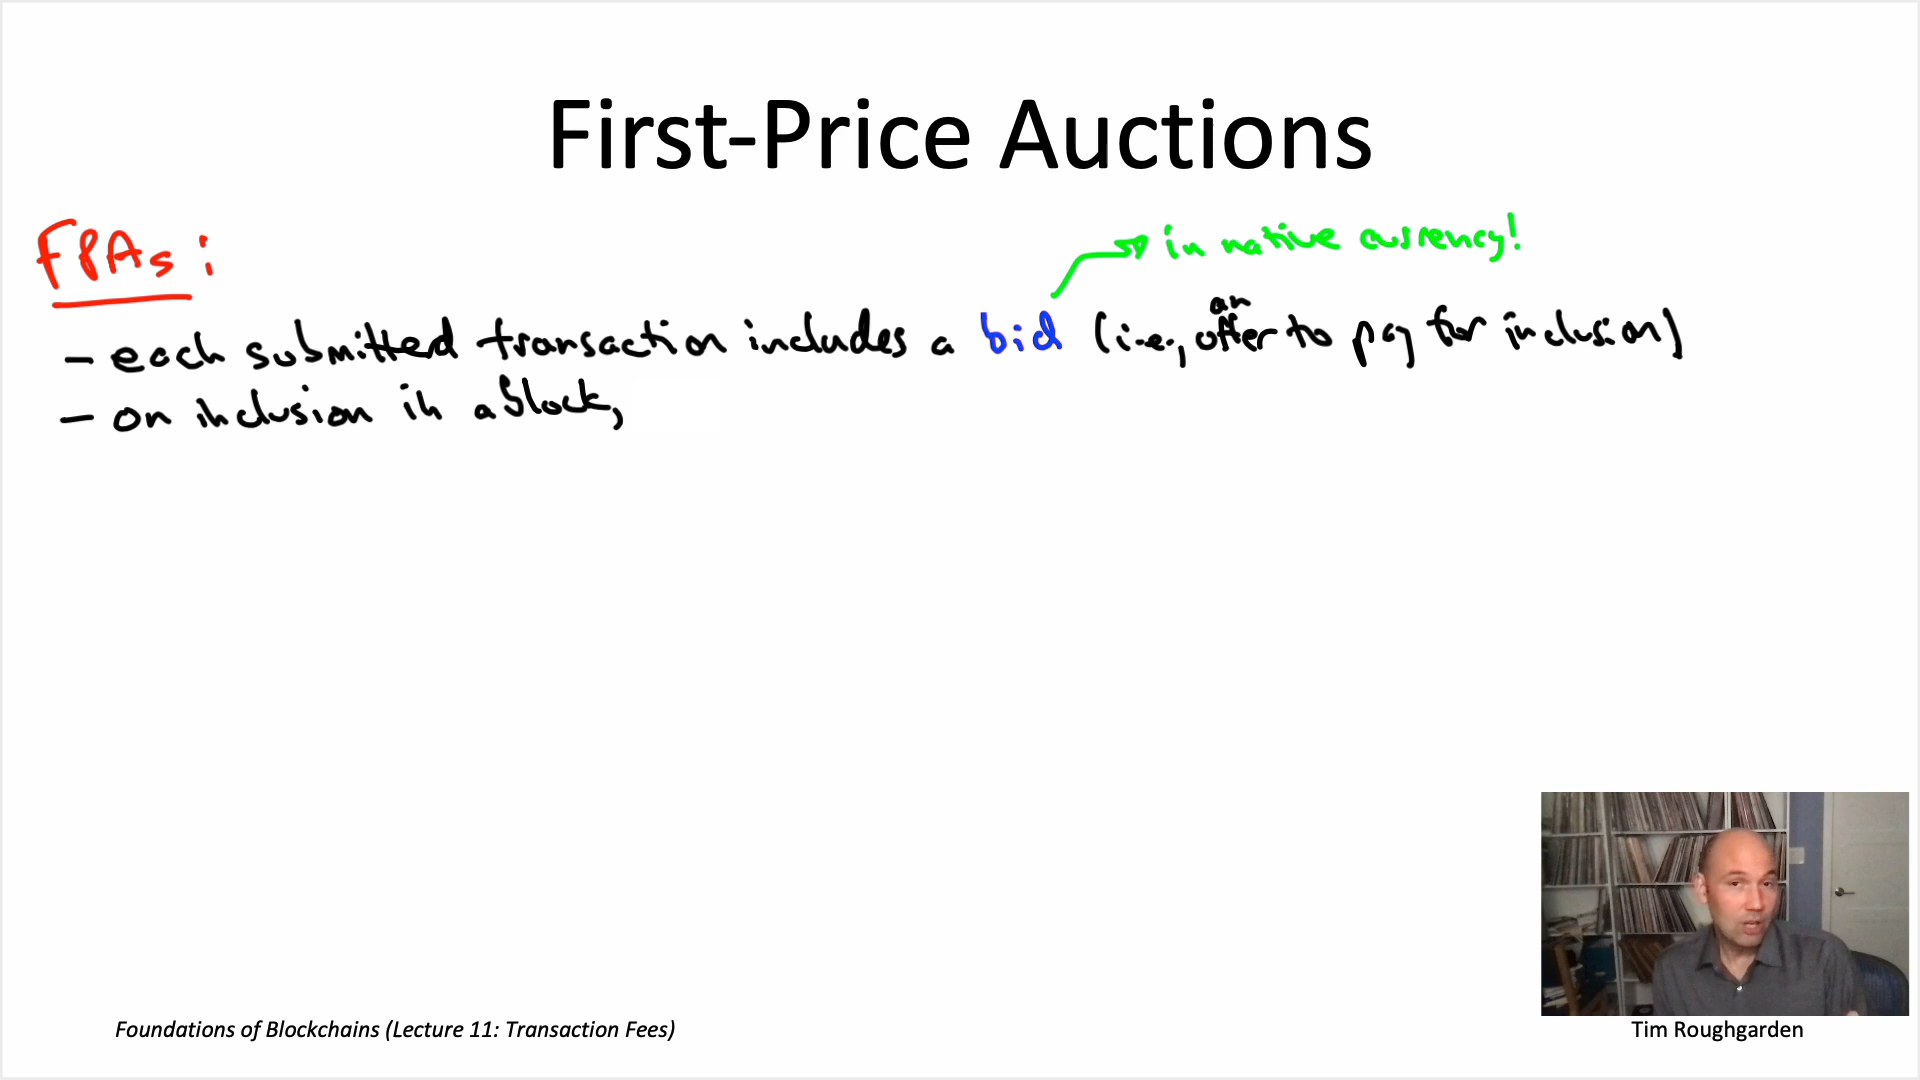 First-Price Auctions
FPAs:
in native currency!
- each submitted transaction includes a bid (i.e., an offer to pay for inclusion)
- on inclusion in a block,
Foundations of Blockchains (Lecture 11: Transaction Fees)
Tim Roughgarden